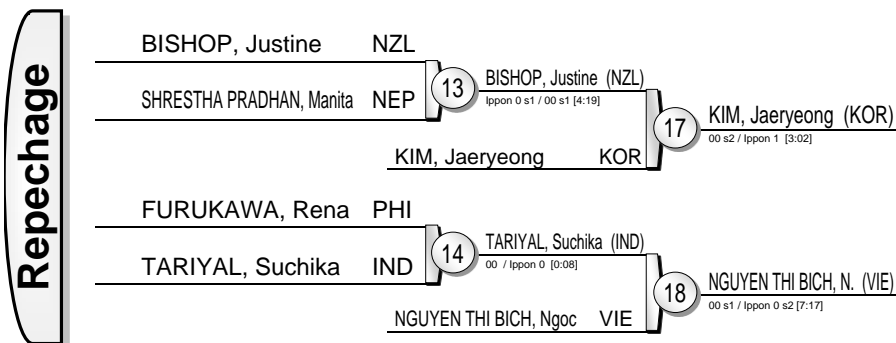 Repechage
BISHOP, Justine NZL
SHRESTHA PRADHAN, Manita NEP
13
BISHOP, Justine (NZL)
Ippon 0 s1 / 00 s1 [4:19]
KIM, Jaeryeong KOR
17
KIM, Jaeryeong (KOR)
00 s2 / Ippon 1 [3:02]
FURUKAWA, Rena PHI
TARIYAL, Suchika IND
14
TARIYAL, Suchika (IND)
00 / Ippon 0 [0:08]
NGUYEN THI BICH, Ngoc VIE
18
NGUYEN THI BICH, N. (VIE)
00 s1 / Ippon 0 s2 [7:17]